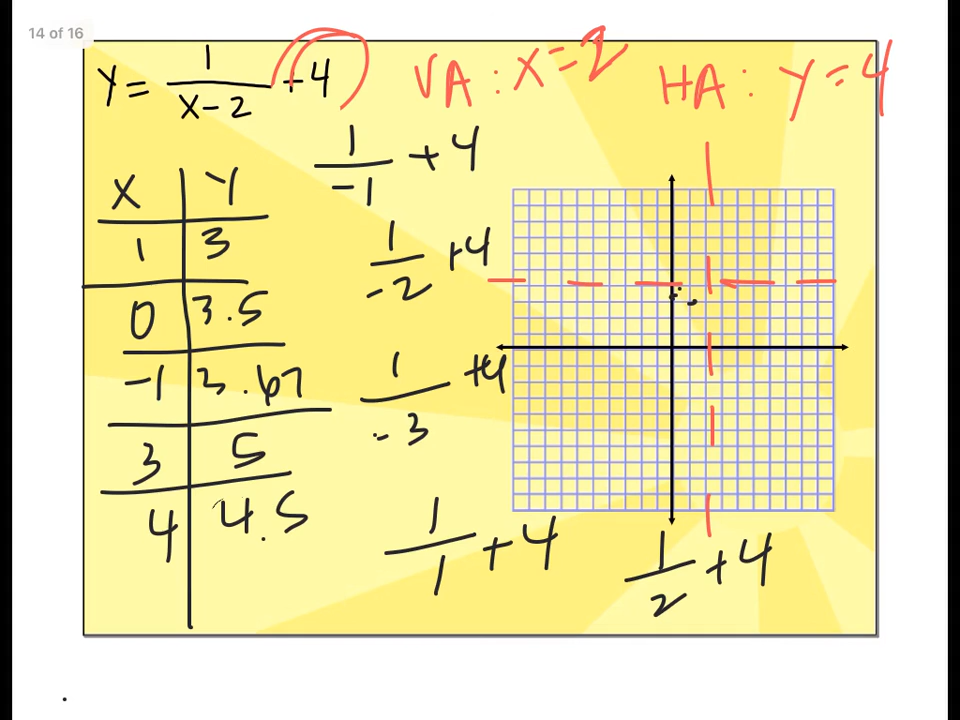 14 of 16
Y = 1/(x-2) + 4
VA : x = 2
HA : y = 4
1/-1 + 4
X | Y
1 | 3
1/-2 + 4
0 | 3.5
-1 | 3.67
1/-3 + 4
3 | 5
4 | 4.5
1/1 + 4
1/2 + 4